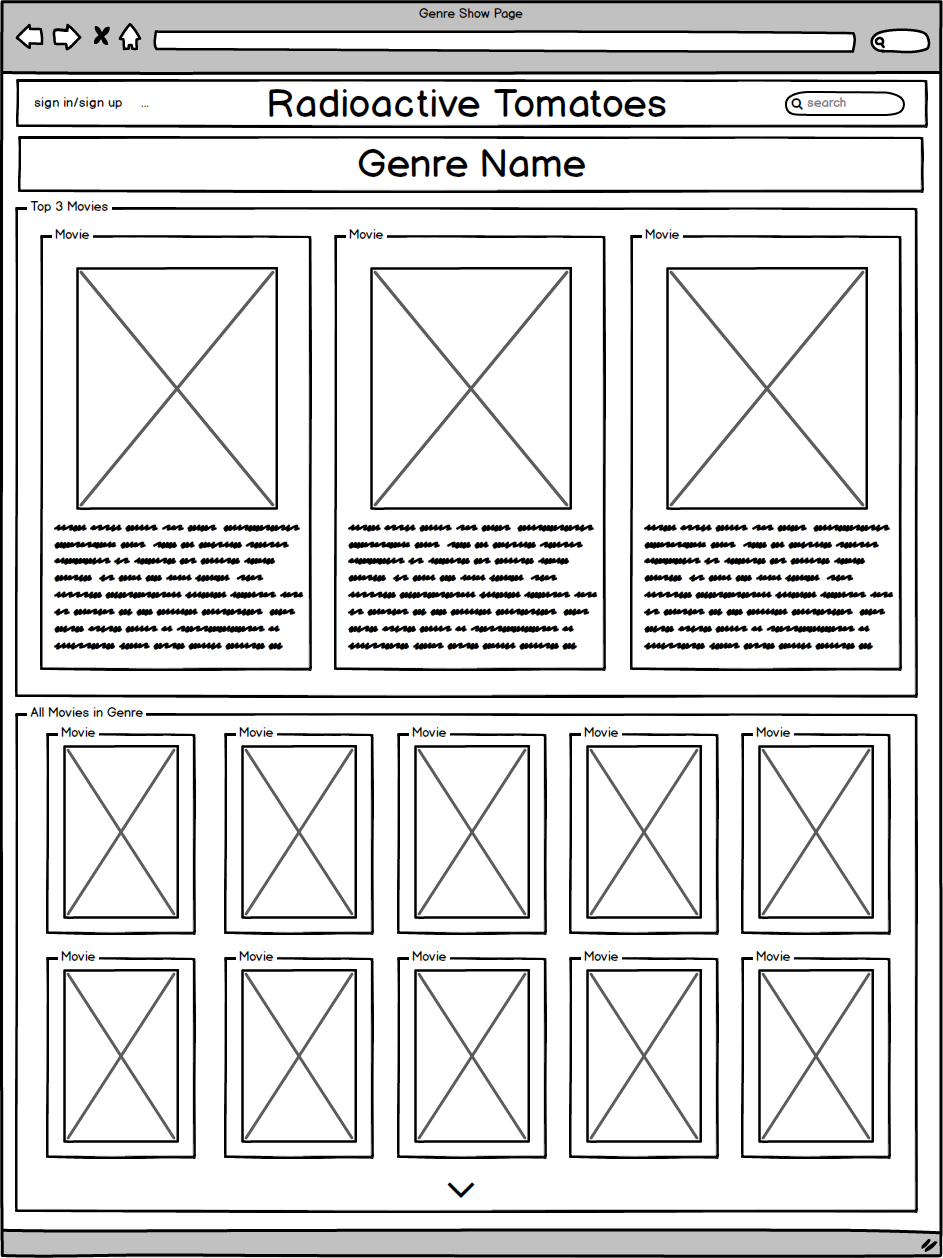 Genre Show Page
sign in/sign up ... Radioactive Tomatoes search
Genre Name
Top 3 Movies
Movie Movie Movie
All Movies in Genre
Movie Movie Movie Movie Movie
Movie Movie Movie Movie Movie